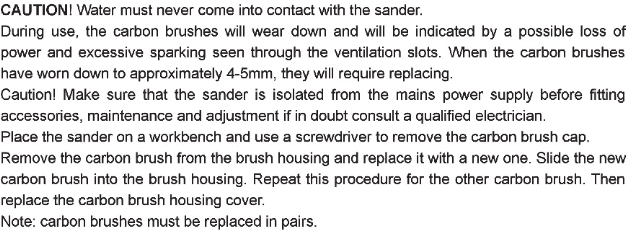 CAUTION! Water must never come into contact with the sander.
During use, the carbon brushes will wear down and will be indicated by a possible loss of
power and excessive sparking seen through the ventilation slots. When the carbon brushes
have worn down to approximately 4-5mm, they will require replacing.
Caution! Make sure that the sander is isolated from the mains power supply before fitting
accessories, maintenance and adjustment if in doubt consult a qualified electrician.
Place the sander on a workbench and use a screwdriver to remove the carbon brush cap.
Remove the carbon brush from the brush housing and replace it with a new one. Slide the new
carbon brush into the brush housing. Repeat this procedure for the other carbon brush. Then
replace the carbon brush housing cover.
Note: carbon brushes must be replaced in pairs.